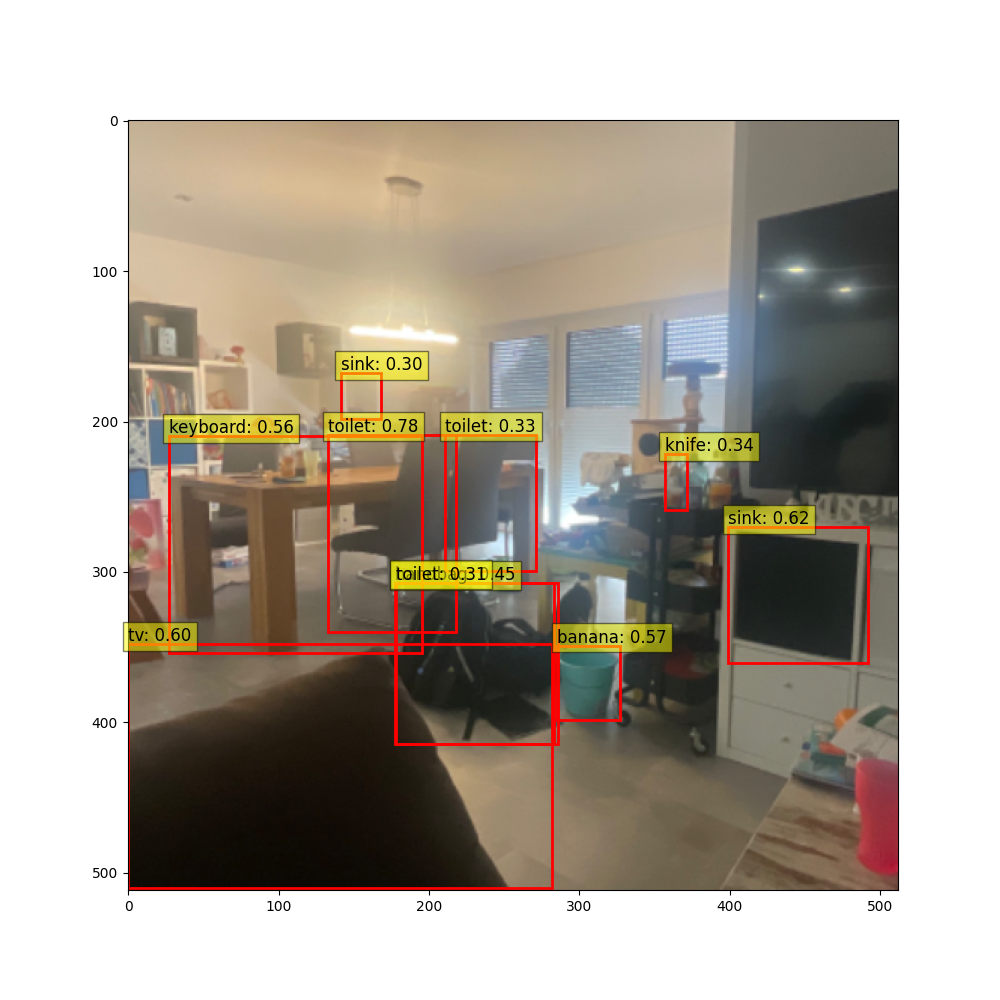 0
100
200
300
400
500
sink: 0.30
keyboard: 0.56
toilet: 0.78
toilet: 0.33
knife: 0.34
sink: 0.62
toilet: 0.31
0.45
tv: 0.60
banana: 0.57
0
100
200
300
400
500